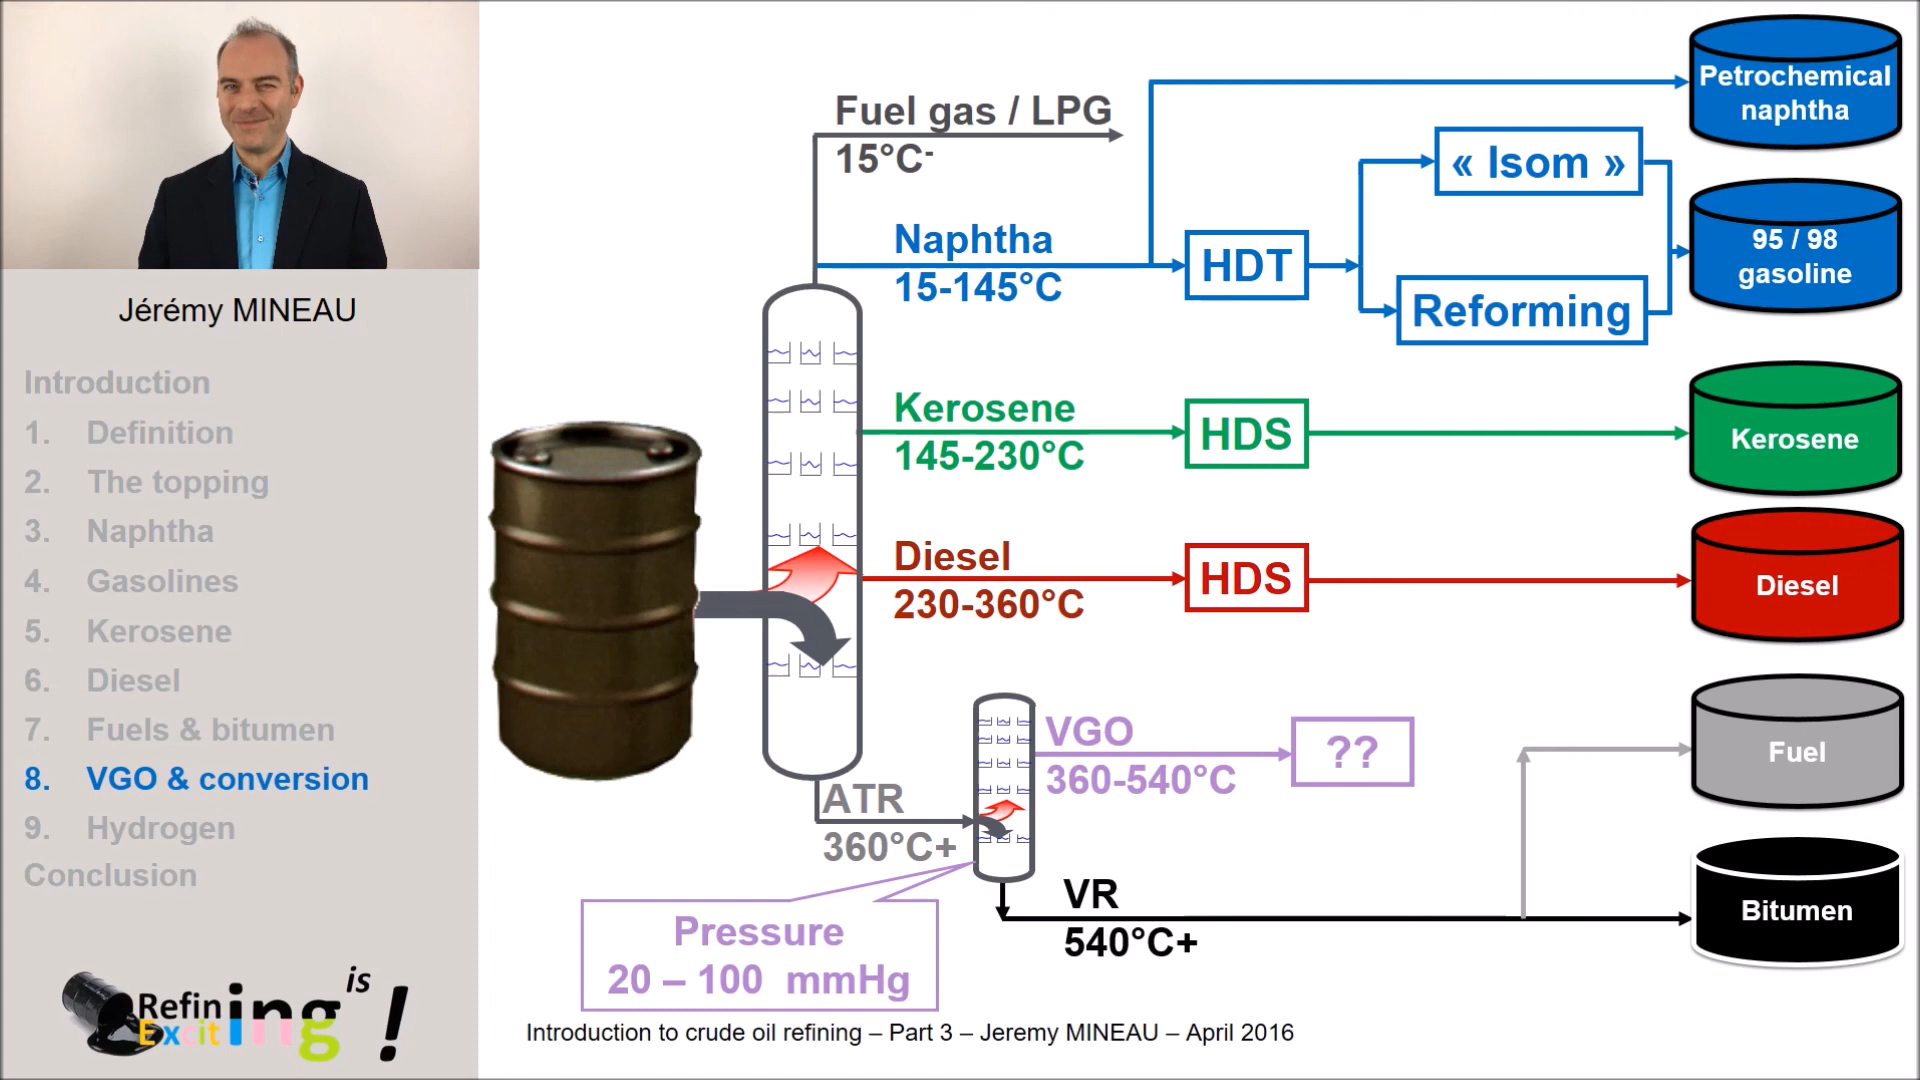 Jérémy MINEAU
Introduction
1. Definition
2. The topping
3. Naphtha
4. Gasolines
5. Kerosene
6. Diesel
7. Fuels & bitumen
8. VGO & conversion
9. Hydrogen
Conclusion
Refining is
Exciting !
Fuel gas / LPG
15°C-
Naphtha
15-145°C
HDT
« Isom »
Reforming
Petrochemical
naphtha
95 / 98
gasoline
Kerosene
145-230°C
HDS
Kerosene
Diesel
230-360°C
HDS
Diesel
VGO
360-540°C
??
Fuel
ATR
360°C+
VR
540°C+
Bitumen
Pressure
20 – 100 mmHg
Introduction to crude oil refining – Part 3 – Jeremy MINEAU – April 2016